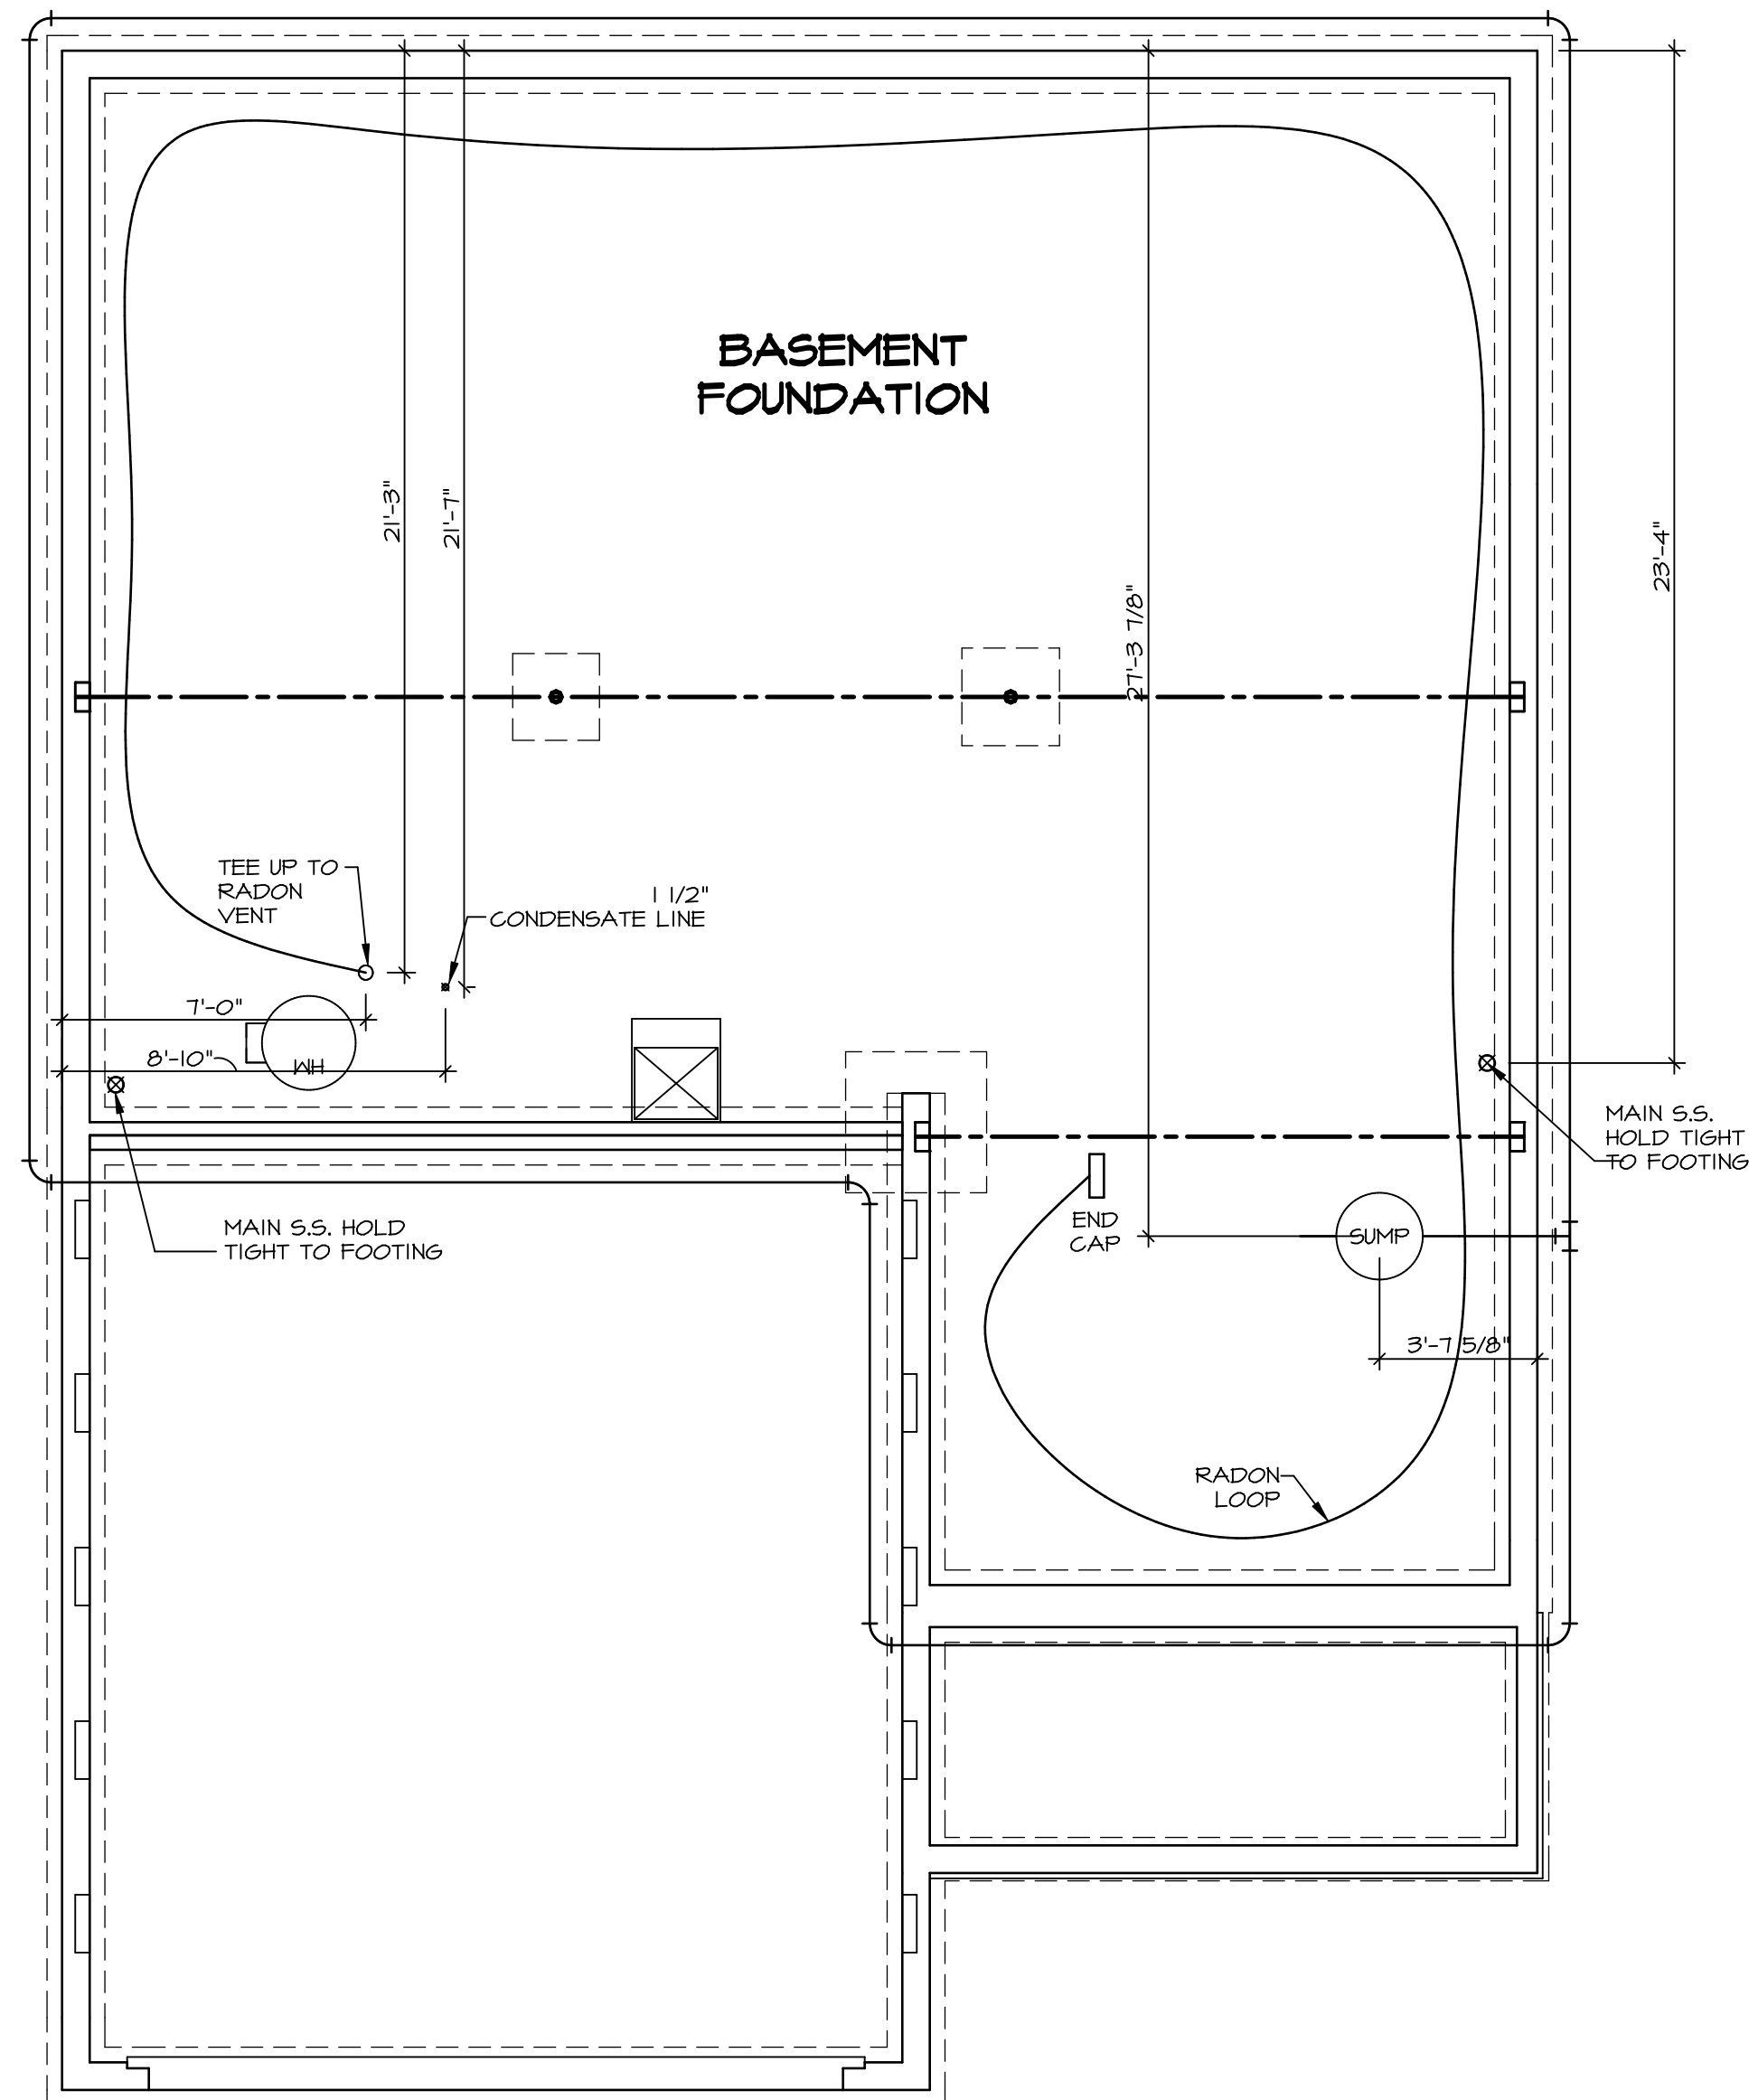 BASEMENT
FOUNDATION
21'-3"
21'-7"
27'-3 7/8"
23'-4"
TEE UP TO
RADON
VENT
1 1/2"
CONDENSATE LINE
7'-0"
8'-10"
WH
MAIN S.S.
HOLD TIGHT
TO FOOTING
MAIN S.S. HOLD
TIGHT TO FOOTING
END
CAP
SUMP
3'-7 5/8"
RADON
LOOP